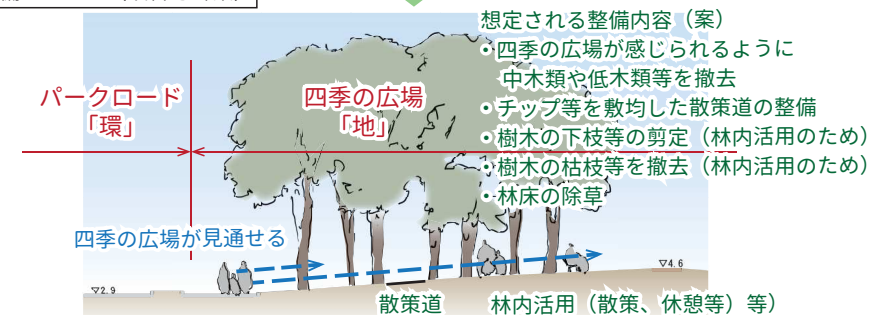 想定される整備内容（案）
・四季の広場が感じられるように
中木類や低木類等を撤去
・チップ等を敷均した散策道の整備
・樹木の下枝等の剪定（林内活用のため）
・樹木の枯枝等を撤去（林内活用のため）
・林床の除草
パークロード
「環」
四季の広場
「地」
四季の広場が見通せる
▽2.9
▽4.6
散策道
林内活用（散策、休憩等）等）